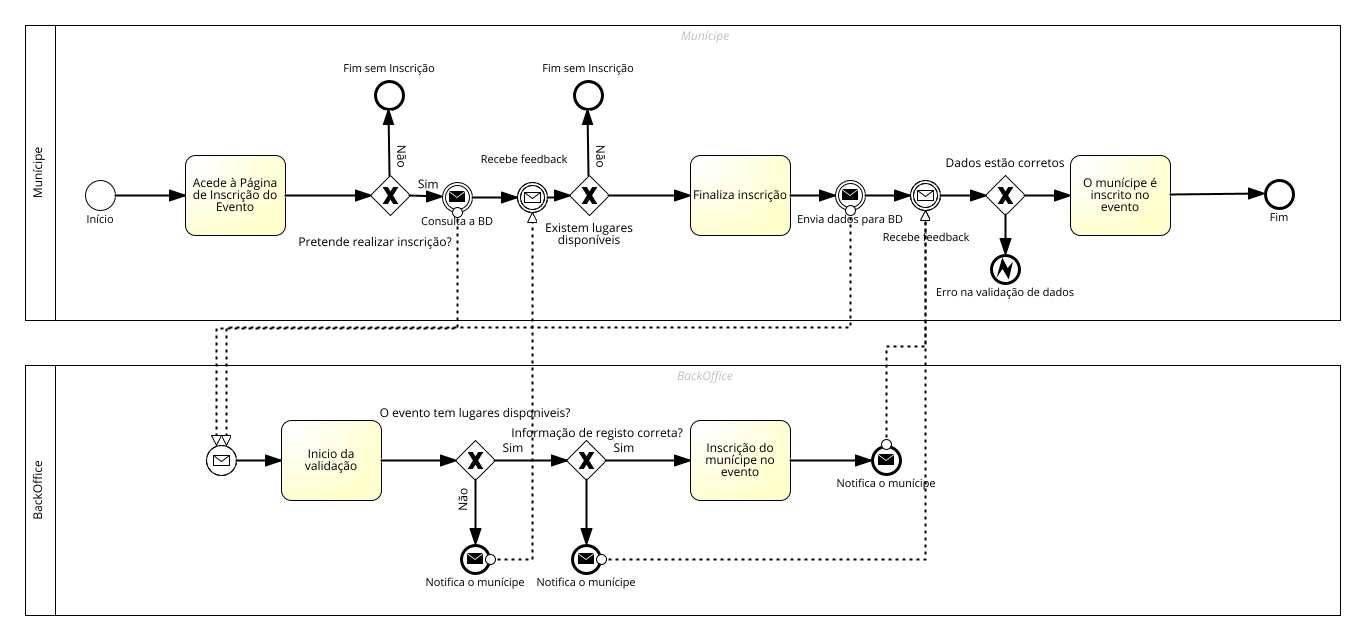 Munícipe
Munícipe
Fim sem Inscrição
Fim sem Inscrição
Não
Não
Início
Acede à Página
de Inscrição do
Evento
Pretende realizar inscrição?
Sim
Consulta a BD
Recebe feedback
Existem lugares
disponíveis
Finaliza inscrição
Envia dados para BD
Recebe feedback
Dados estão corretos
Erro na validação de dados
O munícipe é
inscrito no
evento
Fim
BackOffice
BackOffice
Inicio da
validação
O evento tem lugares disponiveis?
Sim
Não
Notifica o munícipe
Informação de registo correta?
Sim
Notifica o munícipe
Inscrição do
munícipe no
evento
Notifica o munícipe